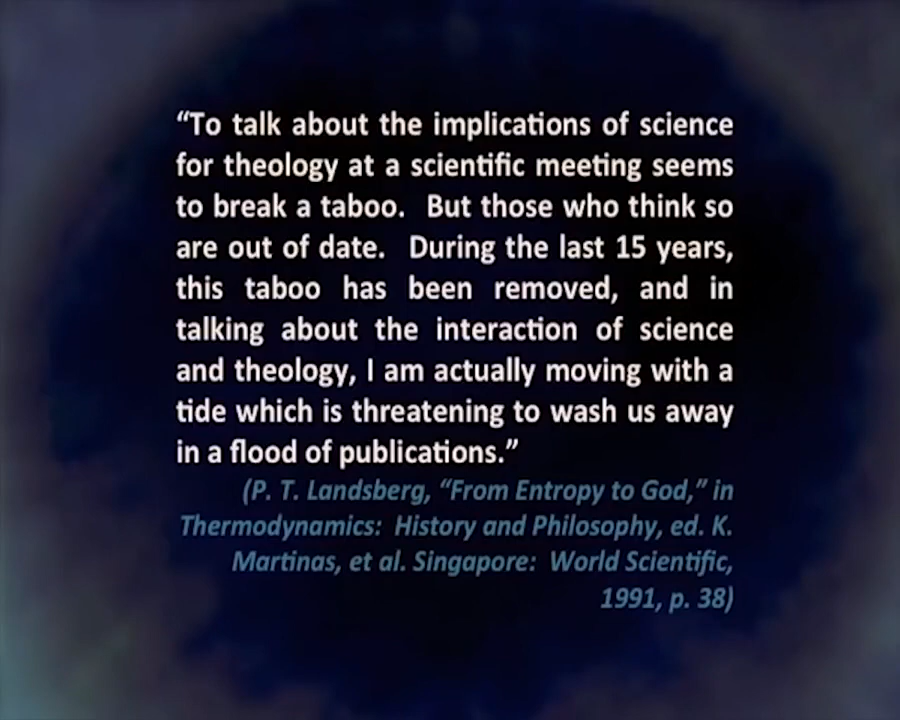 “To talk about the implications of science
for theology at a scientific meeting seems
to break a taboo.  But those who think so
are out of date.  During the last 15 years,
this taboo has been removed, and in
talking about the interaction of science
and theology, I am actually moving with a
tide which is threatening to wash us away
in a flood of publications.”
(P. T. Landsberg, “From Entropy to God,” in
Thermodynamics:  History and Philosophy, ed. K.
Martinas, et al. Singapore:  World Scientific,
1991, p. 38)